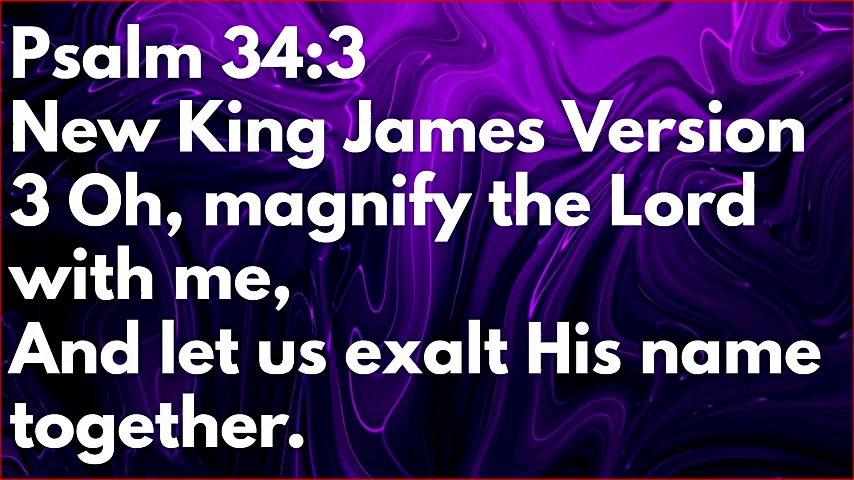 Psalm 34:3
New King James Version
3 Oh, magnify the Lord
with me,
And let us exalt His name
together.